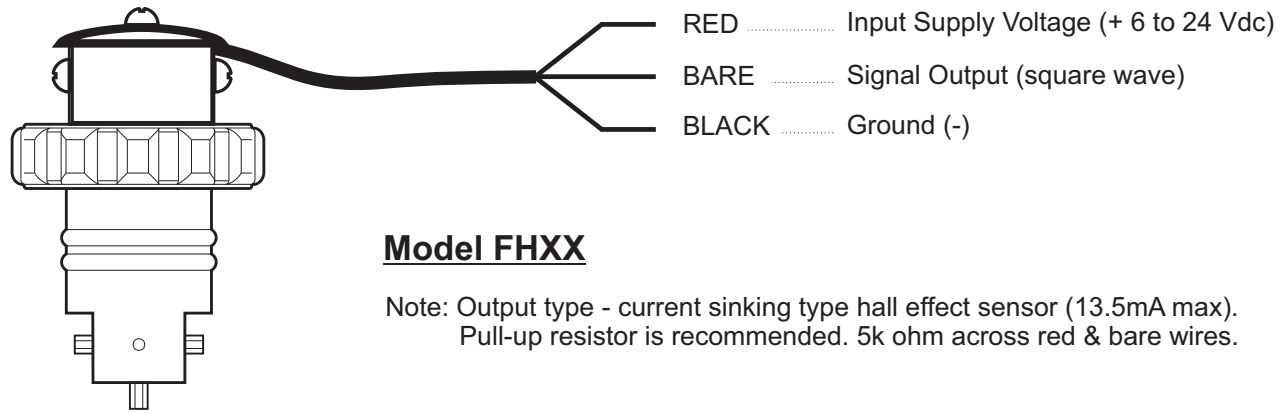 RED ................. Input Supply Voltage (+ 6 to 24 Vdc)
BARE ............ Signal Output (square wave)
BLACK .......... Ground (-)
Model FHXX
Note: Output type - current sinking type hall effect sensor (13.5mA max).
Pull-up resistor is recommended. 5k ohm across red & bare wires.